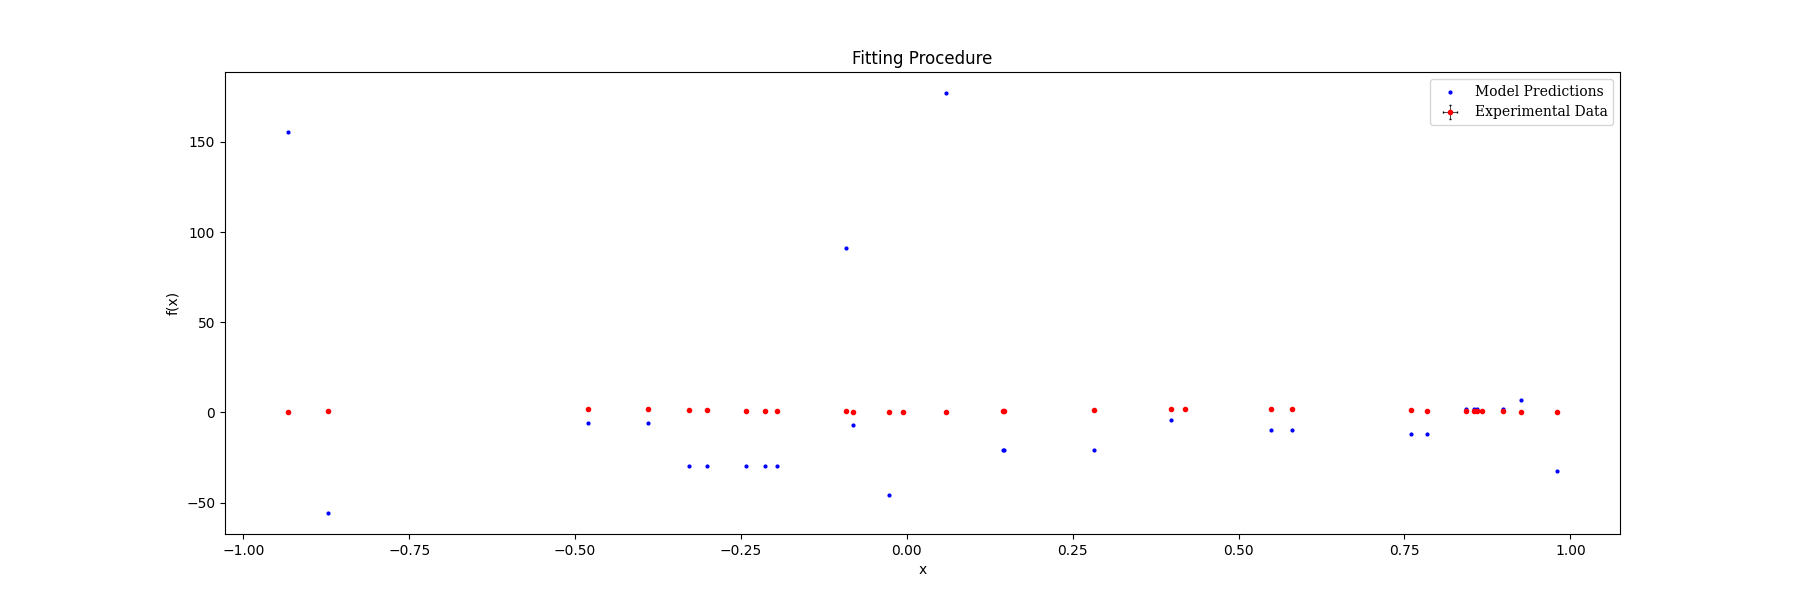 Fitting Procedure
Model Predictions
Experimental Data
150
100
50
0
−50
f(x)
−1.00 −0.75 −0.50 −0.25 0.00 0.25 0.50 0.75 1.00
x